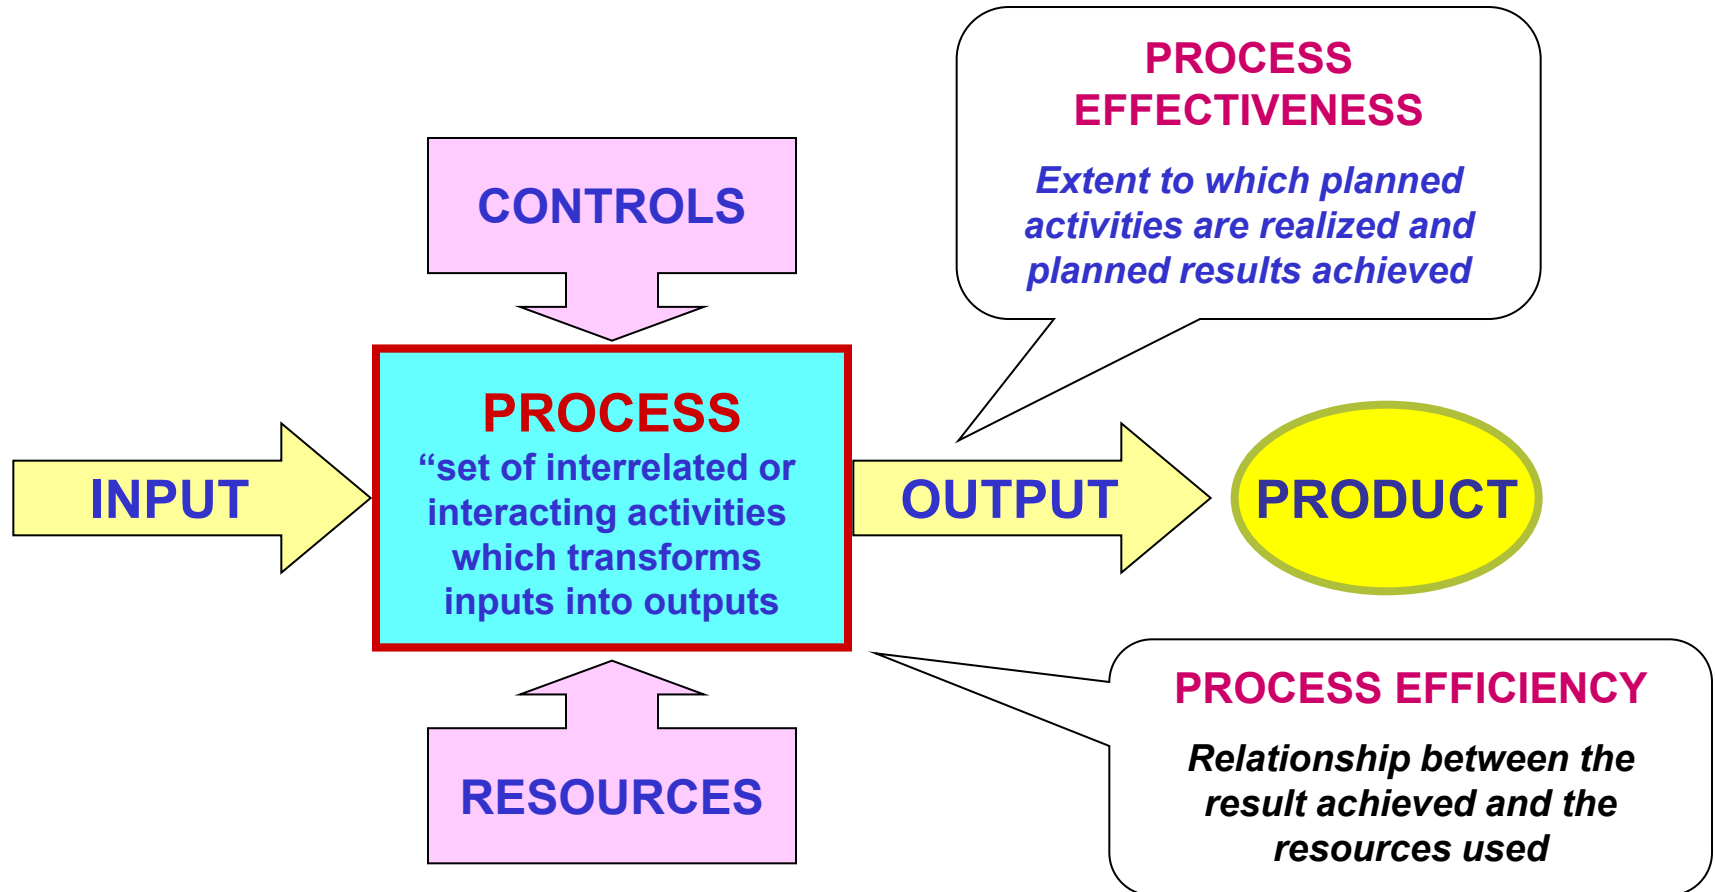 PROCESS
EFFECTIVENESS
Extent to which planned
activities are realized and
planned results achieved
CONTROLS
PROCESS
“set of interrelated or
interacting activities
which transforms
inputs into outputs
INPUT
OUTPUT
PRODUCT
RESOURCES
PROCESS EFFICIENCY
Relationship between the
result achieved and the
resources used